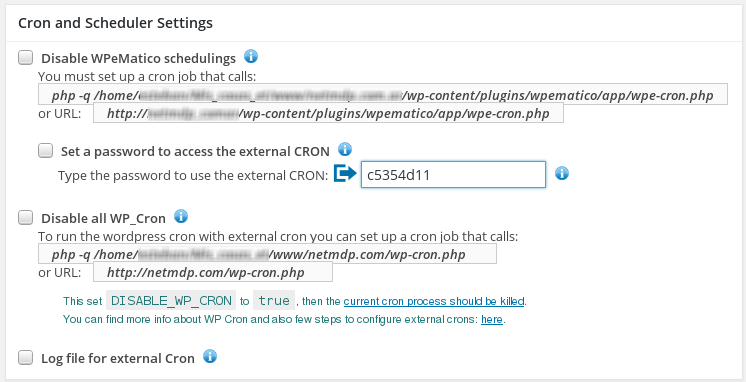 Cron and Scheduler Settings
Disable WPeMatico schedulings
You must set up a cron job that calls:
php -q /home/ /wp-content/plugins/wpematico/app/wpe-cron.php
or URL: http:// /wp-content/plugins/wpematico/app/wpe-cron.php
Set a password to access the external CRON
Type the password to use the external CRON: c5354d11
Disable all WP_Cron
To run the wordpress cron with external cron you can set up a cron job that calls:
php -q /home/ /www/netmdp.com/wp-cron.php
or URL: http://netmdp.com/wp-cron.php
This set DISABLE_WP_CRON to true , then the current cron process should be killed.
You can find more info about WP Cron and also few steps to configure external crons: here.
Log file for external Cron